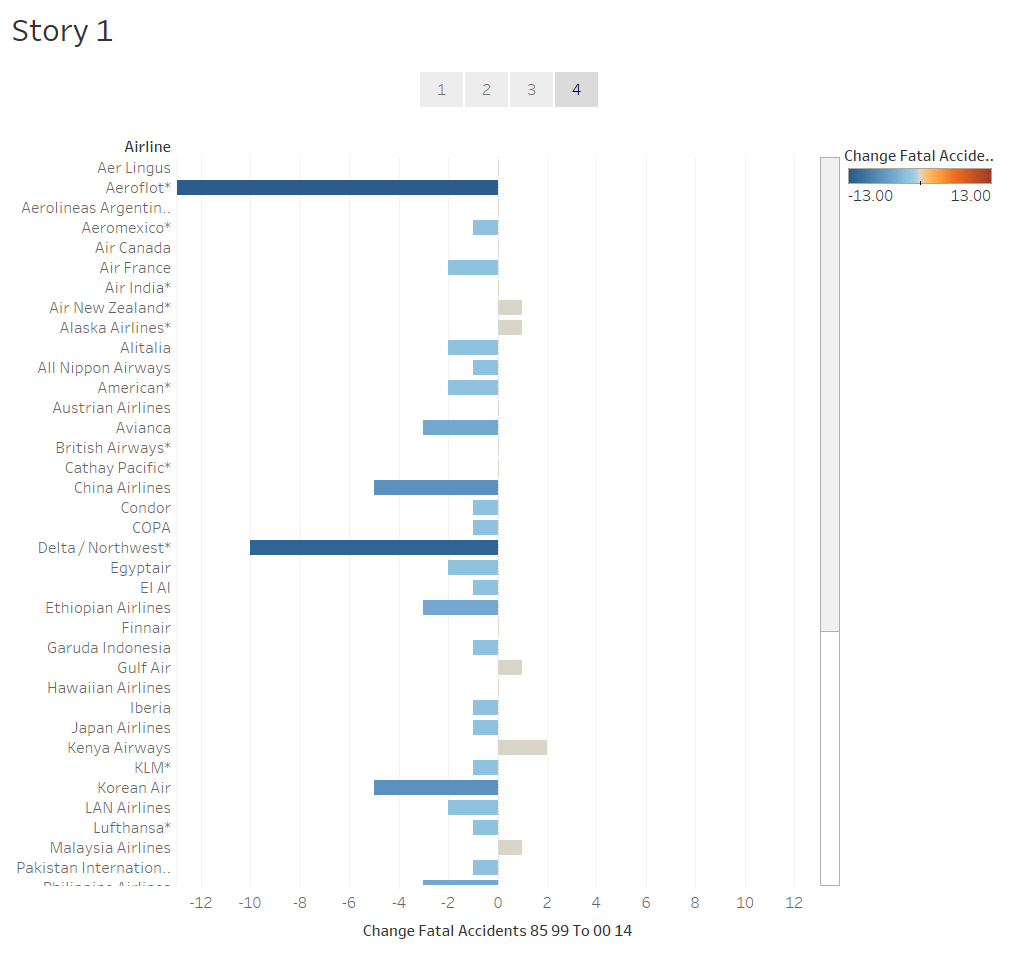 Story 1
1 2 3 4
Airline
Aer Lingus
Aeroflot*
Aerolineas Argentin..
Aeromexico*
Air Canada
Air France
Air India*
Air New Zealand*
Alaska Airlines*
Alitalia
All Nippon Airways
American*
Austrian Airlines
Avianca
British Airways*
Cathay Pacific*
China Airlines
Condor
COPA
Delta / Northwest*
Egyptair
El Al
Ethiopian Airlines
Finnair
Garuda Indonesia
Gulf Air
Hawaiian Airlines
Iberia
Japan Airlines
Kenya Airways
KLM*
Korean Air
LAN Airlines
Lufthansa*
Malaysia Airlines
Pakistan Internation..
Philippine Airlines
-12 -10 -8 -6 -4 -2 0 2 4 6 8 10 12
Change Fatal Accidents 85 99 To 00 14
Change Fatal Accide..
-13.00 13.00